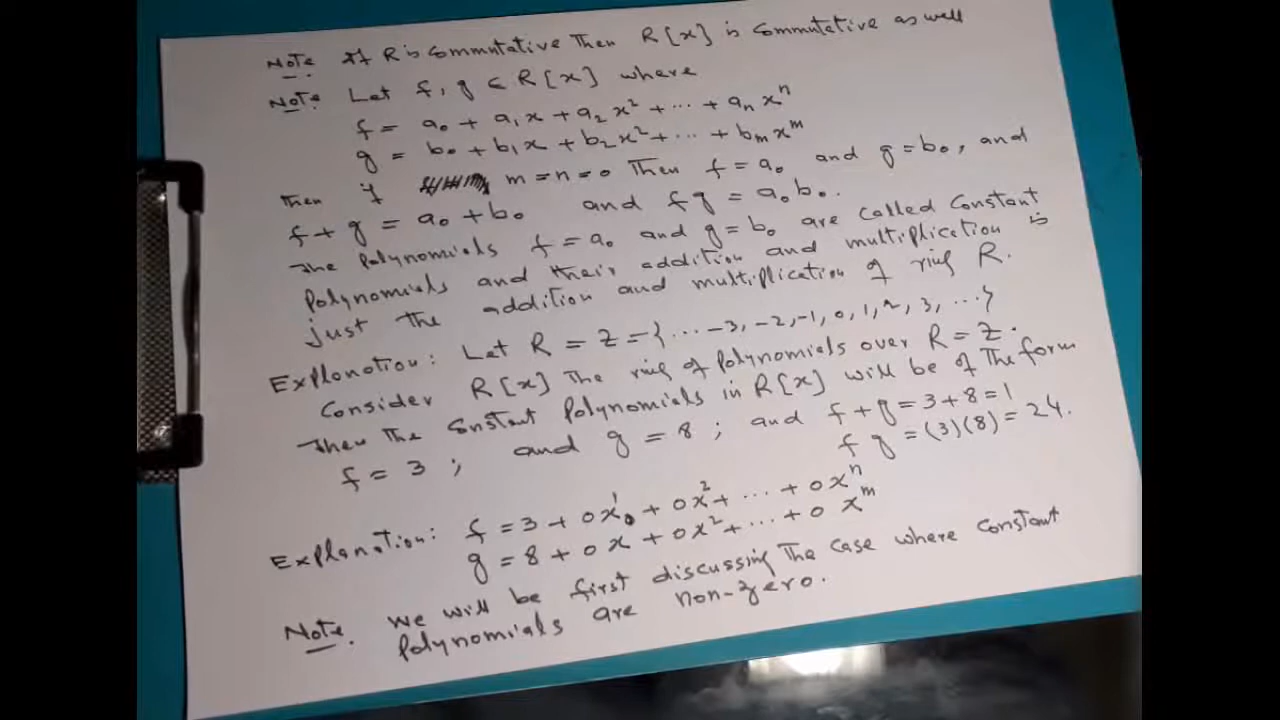 Note: If R is commutative Then R[x] is commutative as well
Note: Let f, g ∈ R[x] where
f = a₀ + a₁x + a₂x² + ... + aₙxⁿ
g = b₀ + b₁x + b₂x² + ... + bₘxᵐ
Then if m = n = 0 Then f = a₀ and g = b₀, and
f + g = a₀ + b₀ and fg = a₀b₀.
The Polynomials f = a₀ and g = b₀ are called Constant
Polynomials and their addition and multiplication is
just the addition and multiplication of ring R.
Explanation: Let R = Z = {... -3, -2, -1, 0, 1, 2, 3, ...}
Consider R[x] The ring of Polynomials over R = Z.
Then the Constant Polynomials in R[x] will be of The form
f = 3 ; and g = 8 ; and f + g = 3 + 8 = 1
f g = (3)(8) = 24.
Explanation: f = 3 + 0x¹ + 0x² + ... + 0xⁿ
g = 8 + 0x + 0x² + ... + 0xᵐ
Note. We will be first discussing The case where Constant
Polynomials are non-zero.